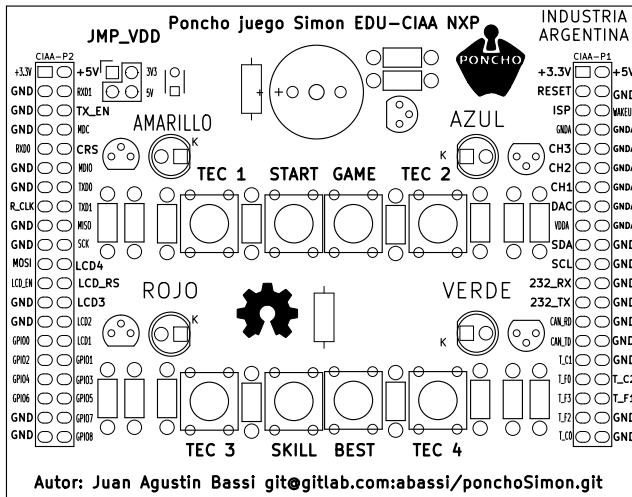 Poncho juego Simon EDU-CIAA NXP
INDUSTRIA
ARGENTINA
JMP_VDD
PONCHO
CIAA-P2
CIAA-P1
+3.3V +5V
3V3
5V
+3.3V +5V
GND RXD1
RESET GND
GND TX_EN
ISP WAKEU
GND MDC
GNDA GNDA
RXD0 CRS
CH3 GNDA
GND MDIO
CH2 GNDA
GND TXD0
CH1 GNDA
R_CLK TXD1
DAC GNDA
GND MISO
VDDA GNDA
GND SCK
SDA GND
MOSI LCD4
SCL GND
LCD_EN LCD_RS
232_RX GND
GND LCD3
232_TX GND
GND LCD2
CAN_RD GND
GPIO0 LCD1
CAN_TD GND
GPIO2 GPIO1
T_C1 GND
GPIO4 GPIO3
T_F0 T_C2
GPIO6 GPIO5
T_F3 T_F1
GND GPIO7
T_F2 GND
GND GPIO8
T_C0 GND
AMARILLO
K
AZUL
K
TEC 1 START GAME TEC 2
ROJO
K
VERDE
K
TEC 3 SKILL BEST TEC 4
Autor: Juan Agustin Bassi git@gitlab.com:abassi/ponchoSimon.git